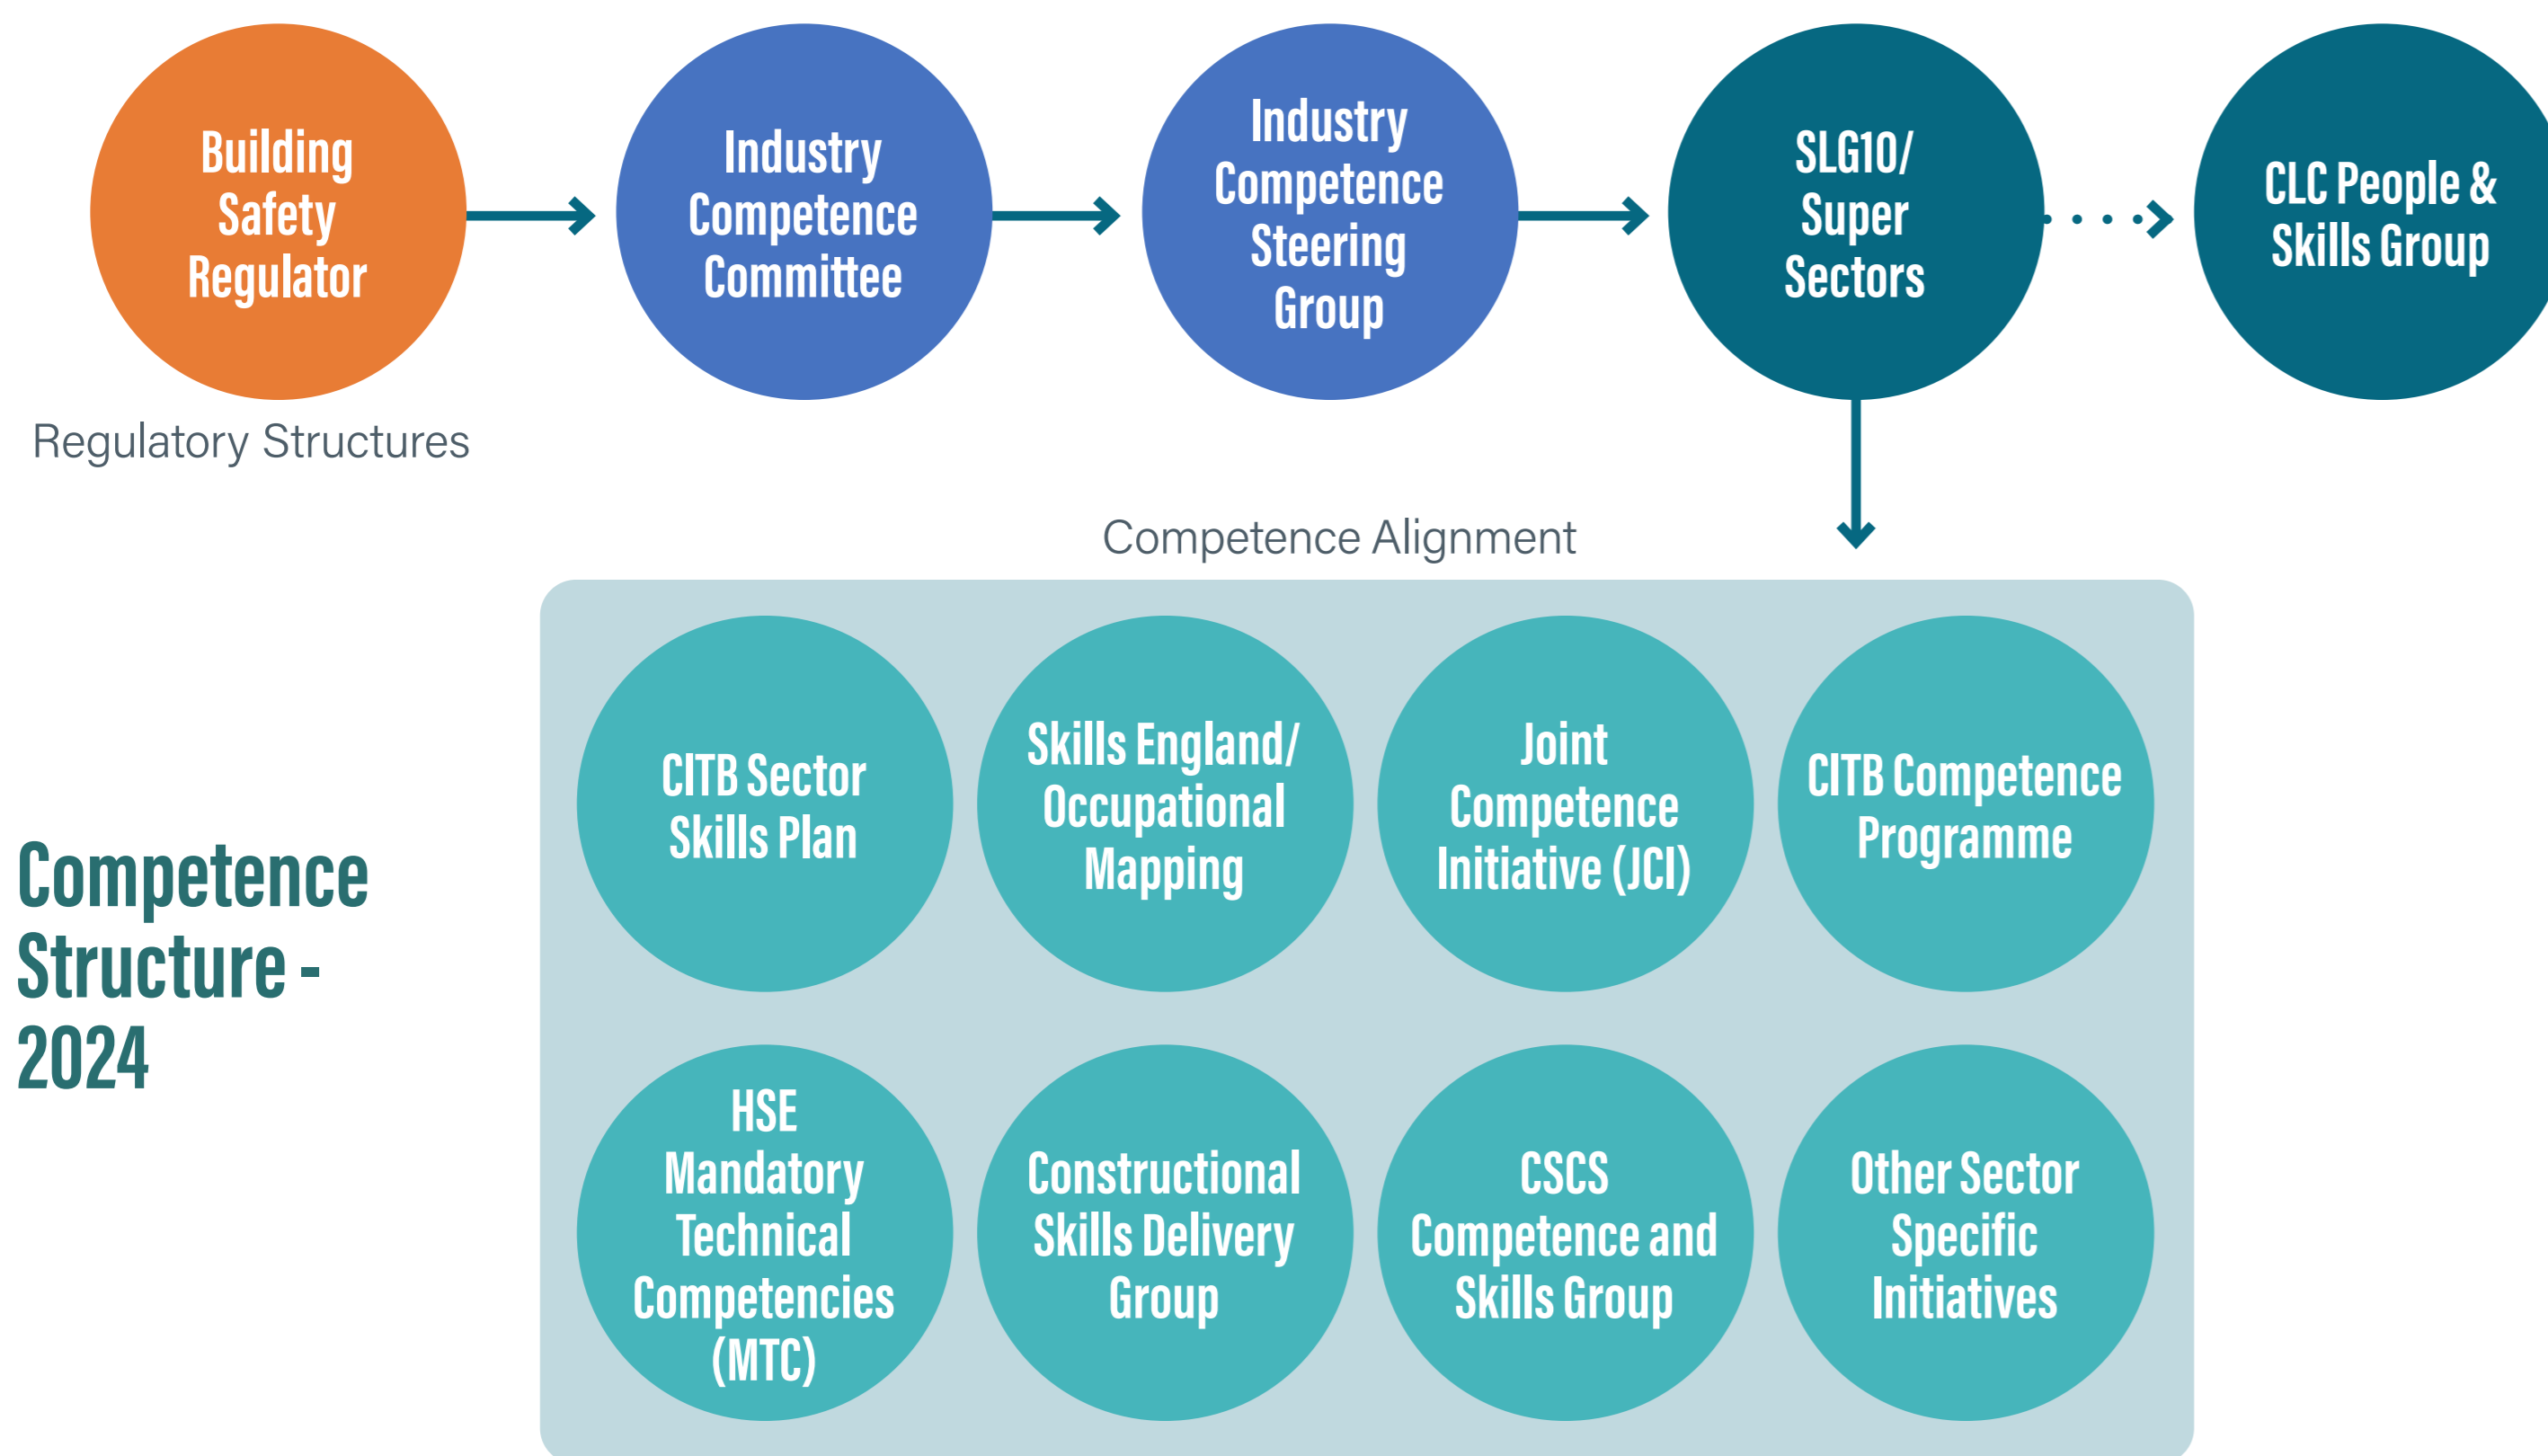 Building
Safety
Regulator
Industry
Competence
Committee
Industry
Competence
Steering
Group
SLG10/
Super
Sectors
CLC People &
Skills Group
Regulatory Structures
Competence Alignment
Competence
Structure -
2024
CITB Sector
Skills Plan
Skills England/
Occupational
Mapping
Joint
Competence
Initiative (JCI)
CITB Competence
Programme
HSE
Mandatory
Technical
Competencies
(MTC)
Constructional
Skills Delivery
Group
CSCS
Competence and
Skills Group
Other Sector
Specific
Initiatives